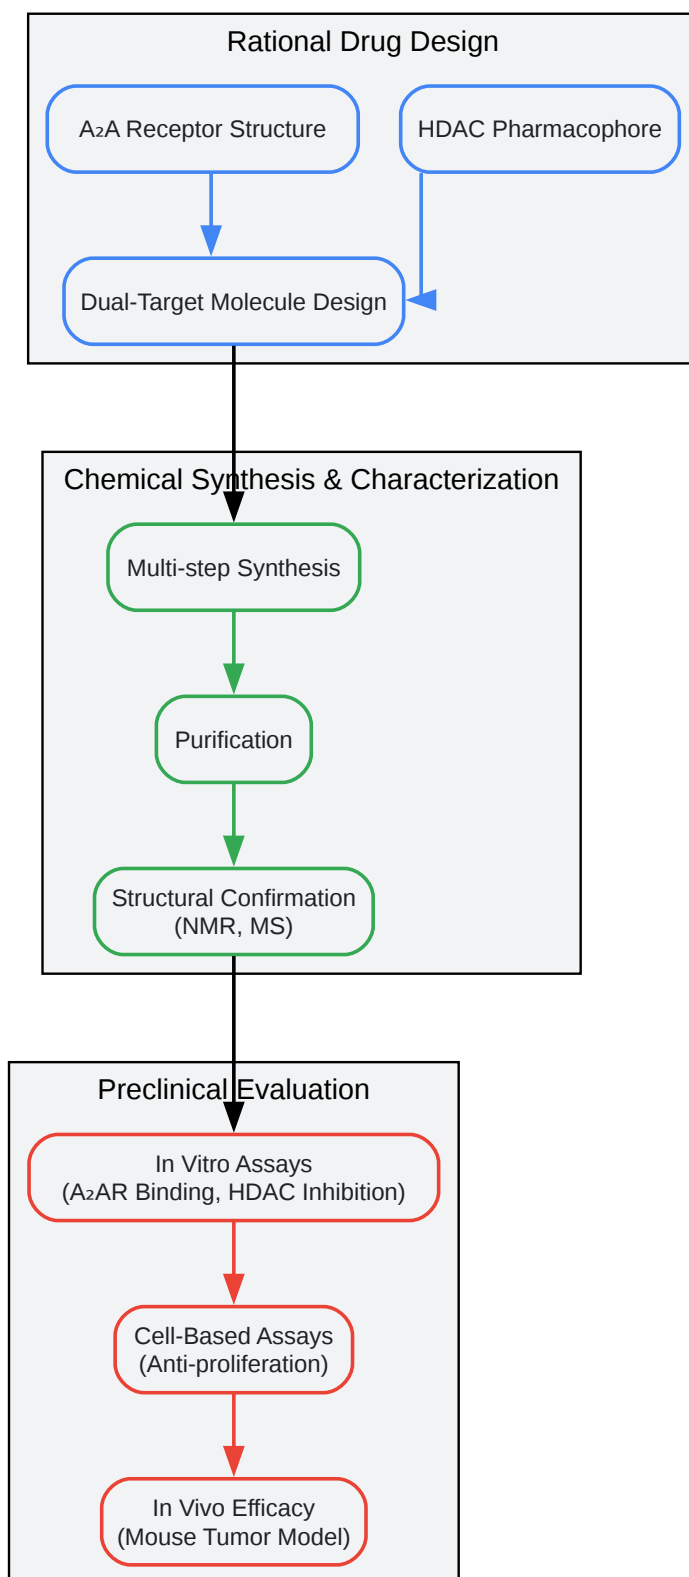 Rational Drug Design
A₂A Receptor Structure
HDAC Pharmacophore
Dual-Target Molecule Design
Chemical Synthesis & Characterization
Multi-step Synthesis
Purification
Structural Confirmation
(NMR, MS)
Preclinical Evaluation
In Vitro Assays
(A₂AR Binding, HDAC Inhibition)
Cell-Based Assays
(Anti-proliferation)
In Vivo Efficacy
(Mouse Tumor Model)